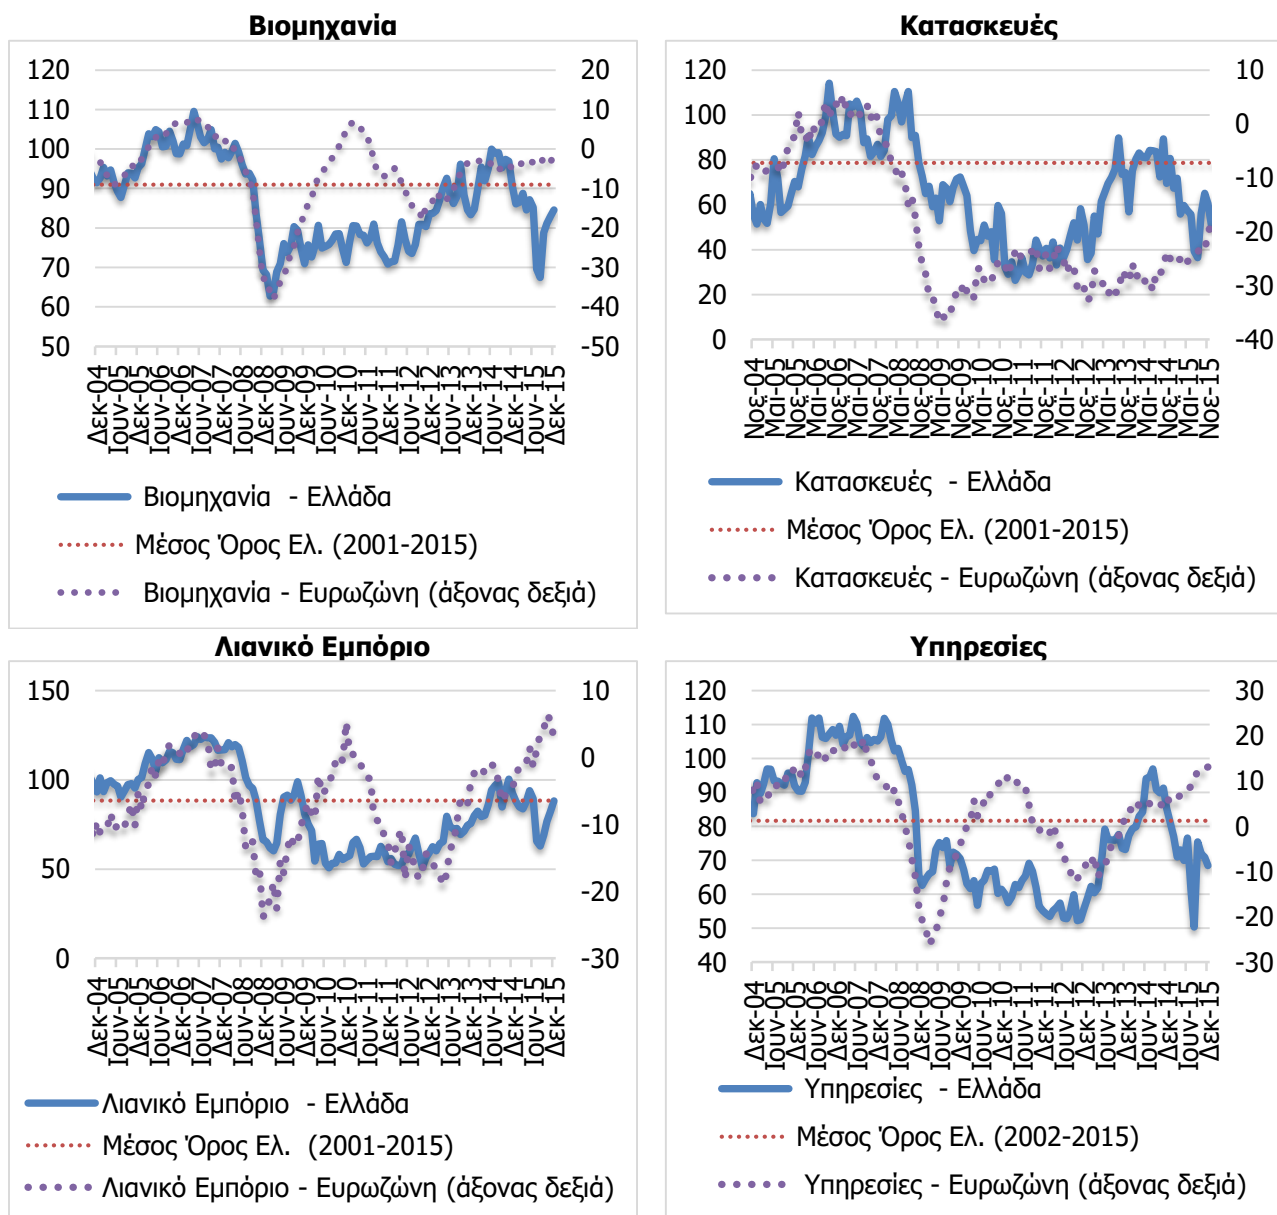 Βιομηχανία
120
110
100
90
80
70
60
50
20
10
0
-10
-20
-30
-40
-50
Δεκ-04
Ιουν-05
Δεκ-05
Ιουν-06
Δεκ-06
Ιουν-07
Δεκ-07
Ιουν-08
Δεκ-08
Ιουν-09
Δεκ-09
Ιουν-10
Δεκ-10
Ιουν-11
Δεκ-11
Ιουν-12
Δεκ-12
Ιουν-13
Δεκ-13
Ιουν-14
Δεκ-14
Ιουν-15
Δεκ-15
Βιομηχανία - Ελλάδα
Μέσος Όρος Ελ. (2001-2015)
Βιομηχανία - Ευρωζώνη (άξονας δεξιά)
Κατασκευές
120
100
80
60
40
20
0
10
0
-10
-20
-30
-40
Νοε-04
Μαι-05
Νοε-05
Μαι-06
Νοε-06
Μαι-07
Νοε-07
Μαι-08
Νοε-08
Μαι-09
Νοε-09
Μαι-10
Νοε-10
Μαι-11
Νοε-11
Μαι-12
Νοε-12
Μαι-13
Νοε-13
Μαι-14
Νοε-14
Μαι-15
Νοε-15
Κατασκευές - Ελλάδα
Μέσος Όρος Ελ. (2001-2015)
Κατασκευές - Ευρωζώνη (άξονας δεξιά)
Λιανικό Εμπόριο
150
100
50
0
10
0
-10
-20
-30
Δεκ-04
Ιουν-05
Δεκ-05
Ιουν-06
Δεκ-06
Ιουν-07
Δεκ-07
Ιουν-08
Δεκ-08
Ιουν-09
Δεκ-09
Ιουν-10
Δεκ-10
Ιουν-11
Δεκ-11
Ιουν-12
Δεκ-12
Ιουν-13
Δεκ-13
Ιουν-14
Δεκ-14
Ιουν-15
Δεκ-15
Λιανικό Εμπόριο - Ελλάδα
Μέσος Όρος Ελ. (2001-2015)
Λιανικό Εμπόριο - Ευρωζώνη (άξονας δεξιά)
Υπηρεσίες
120
110
100
90
80
70
60
50
40
30
20
10
0
-10
-20
-30
Δεκ-04
Ιουν-05
Δεκ-05
Ιουν-06
Δεκ-06
Ιουν-07
Δεκ-07
Ιουν-08
Δεκ-08
Ιουν-09
Δεκ-09
Ιουν-10
Δεκ-10
Ιουν-11
Δεκ-11
Ιουν-12
Δεκ-12
Ιουν-13
Δεκ-13
Ιουν-14
Δεκ-14
Ιουν-15
Δεκ-15
Υπηρεσίες - Ελλάδα
Μέσος Όρος Ελ. (2002-2015)
Υπηρεσίες - Ευρωζώνη (άξονας δεξιά)